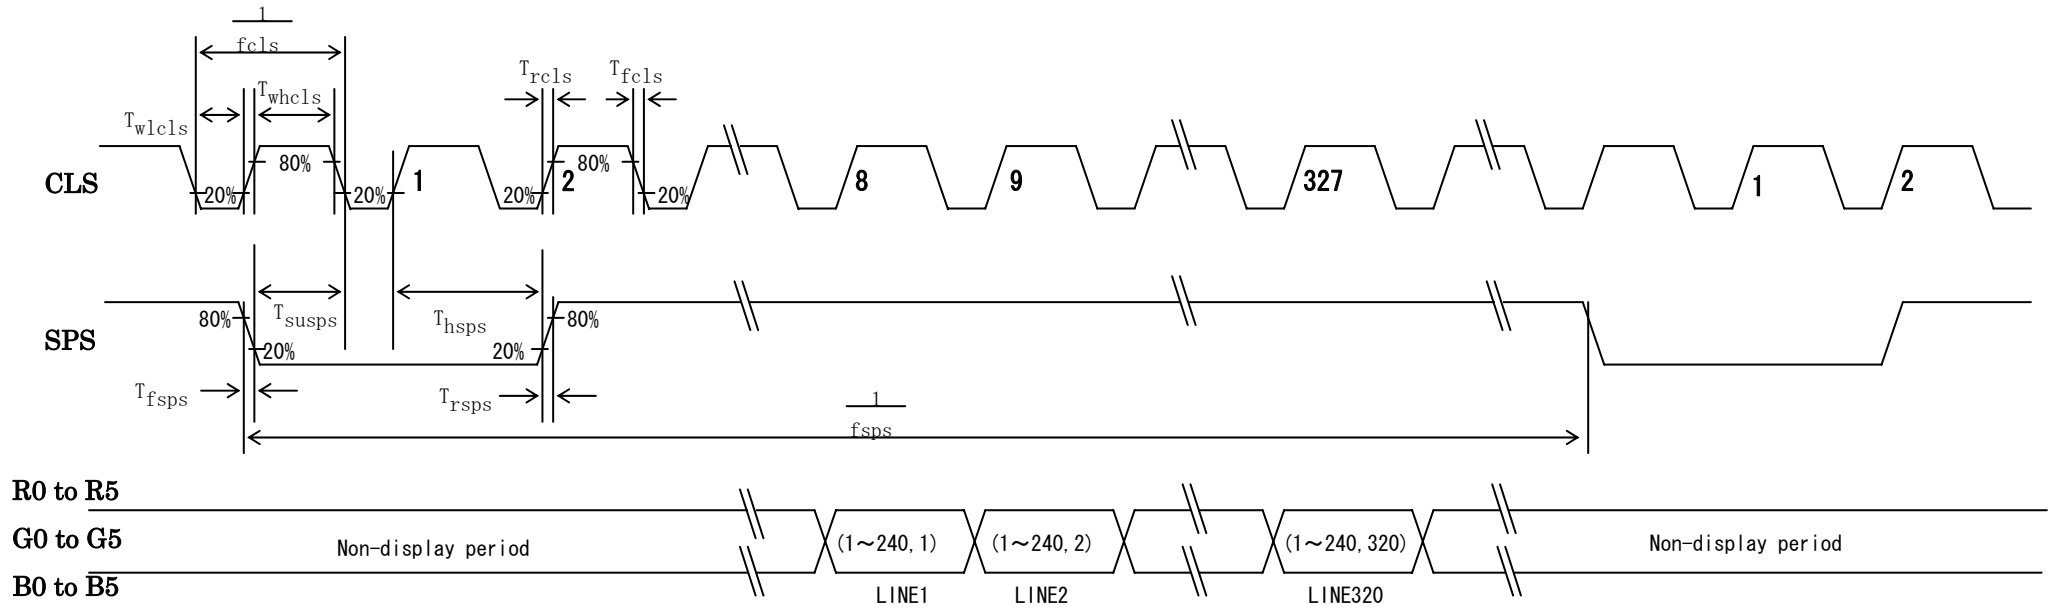 1
fcls
Trcls Tfcls
Twhcls
Twlcls
CLS 20% 80% 20% 1 20% 2 80% 20% 8 9 327 1 2
SPS 80% 20% Tsusps Thsps 20% 80%
Tfsps Trsps
1
fsps
R0 to R5
G0 to G5 Non-display period (1～240,1) (1～240,2) (1～240,320) Non-display period
B0 to B5 LINE1 LINE2 LINE320